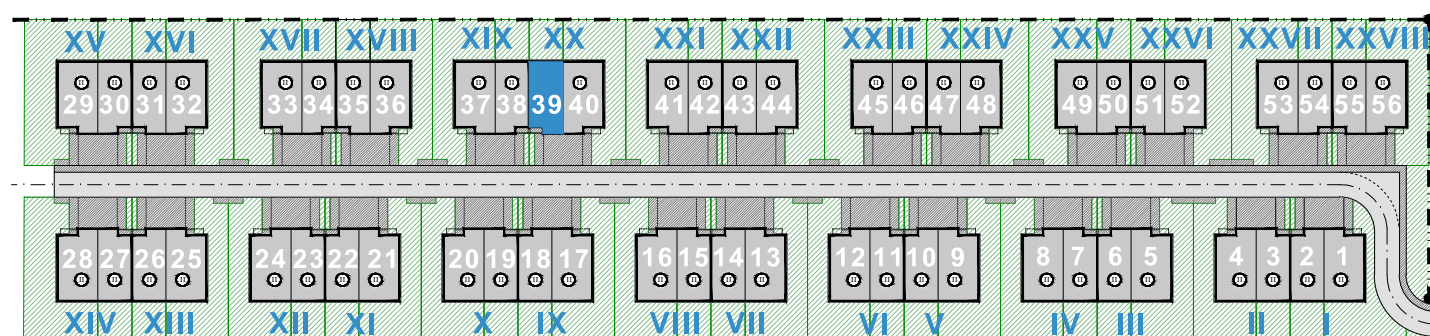 XV XVI XVII XVIII XIX XX XXI XXII XXIII XXIV XXV XXVI XXVII XXVIII
29 30 31 32 33 34 35 36 37 38 39 40 41 42 43 44 45 46 47 48 49 50 51 52 53 54 55 56
28 27 26 25 24 23 22 21 20 19 18 17 16 15 14 13 12 11 10 9 8 7 6 5 4 3 2 1
XIV XIII XII XI X IX VIII VII VI V IV III II I